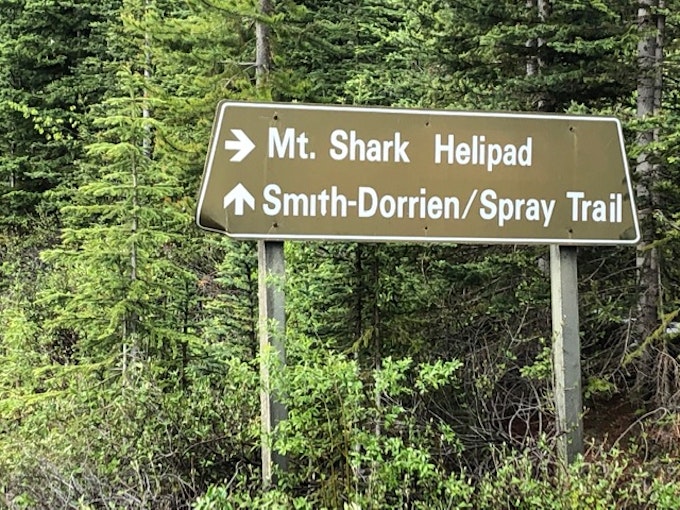 → Mt. Shark Helipad
↑ Smith-Dorrien/Spray Trail